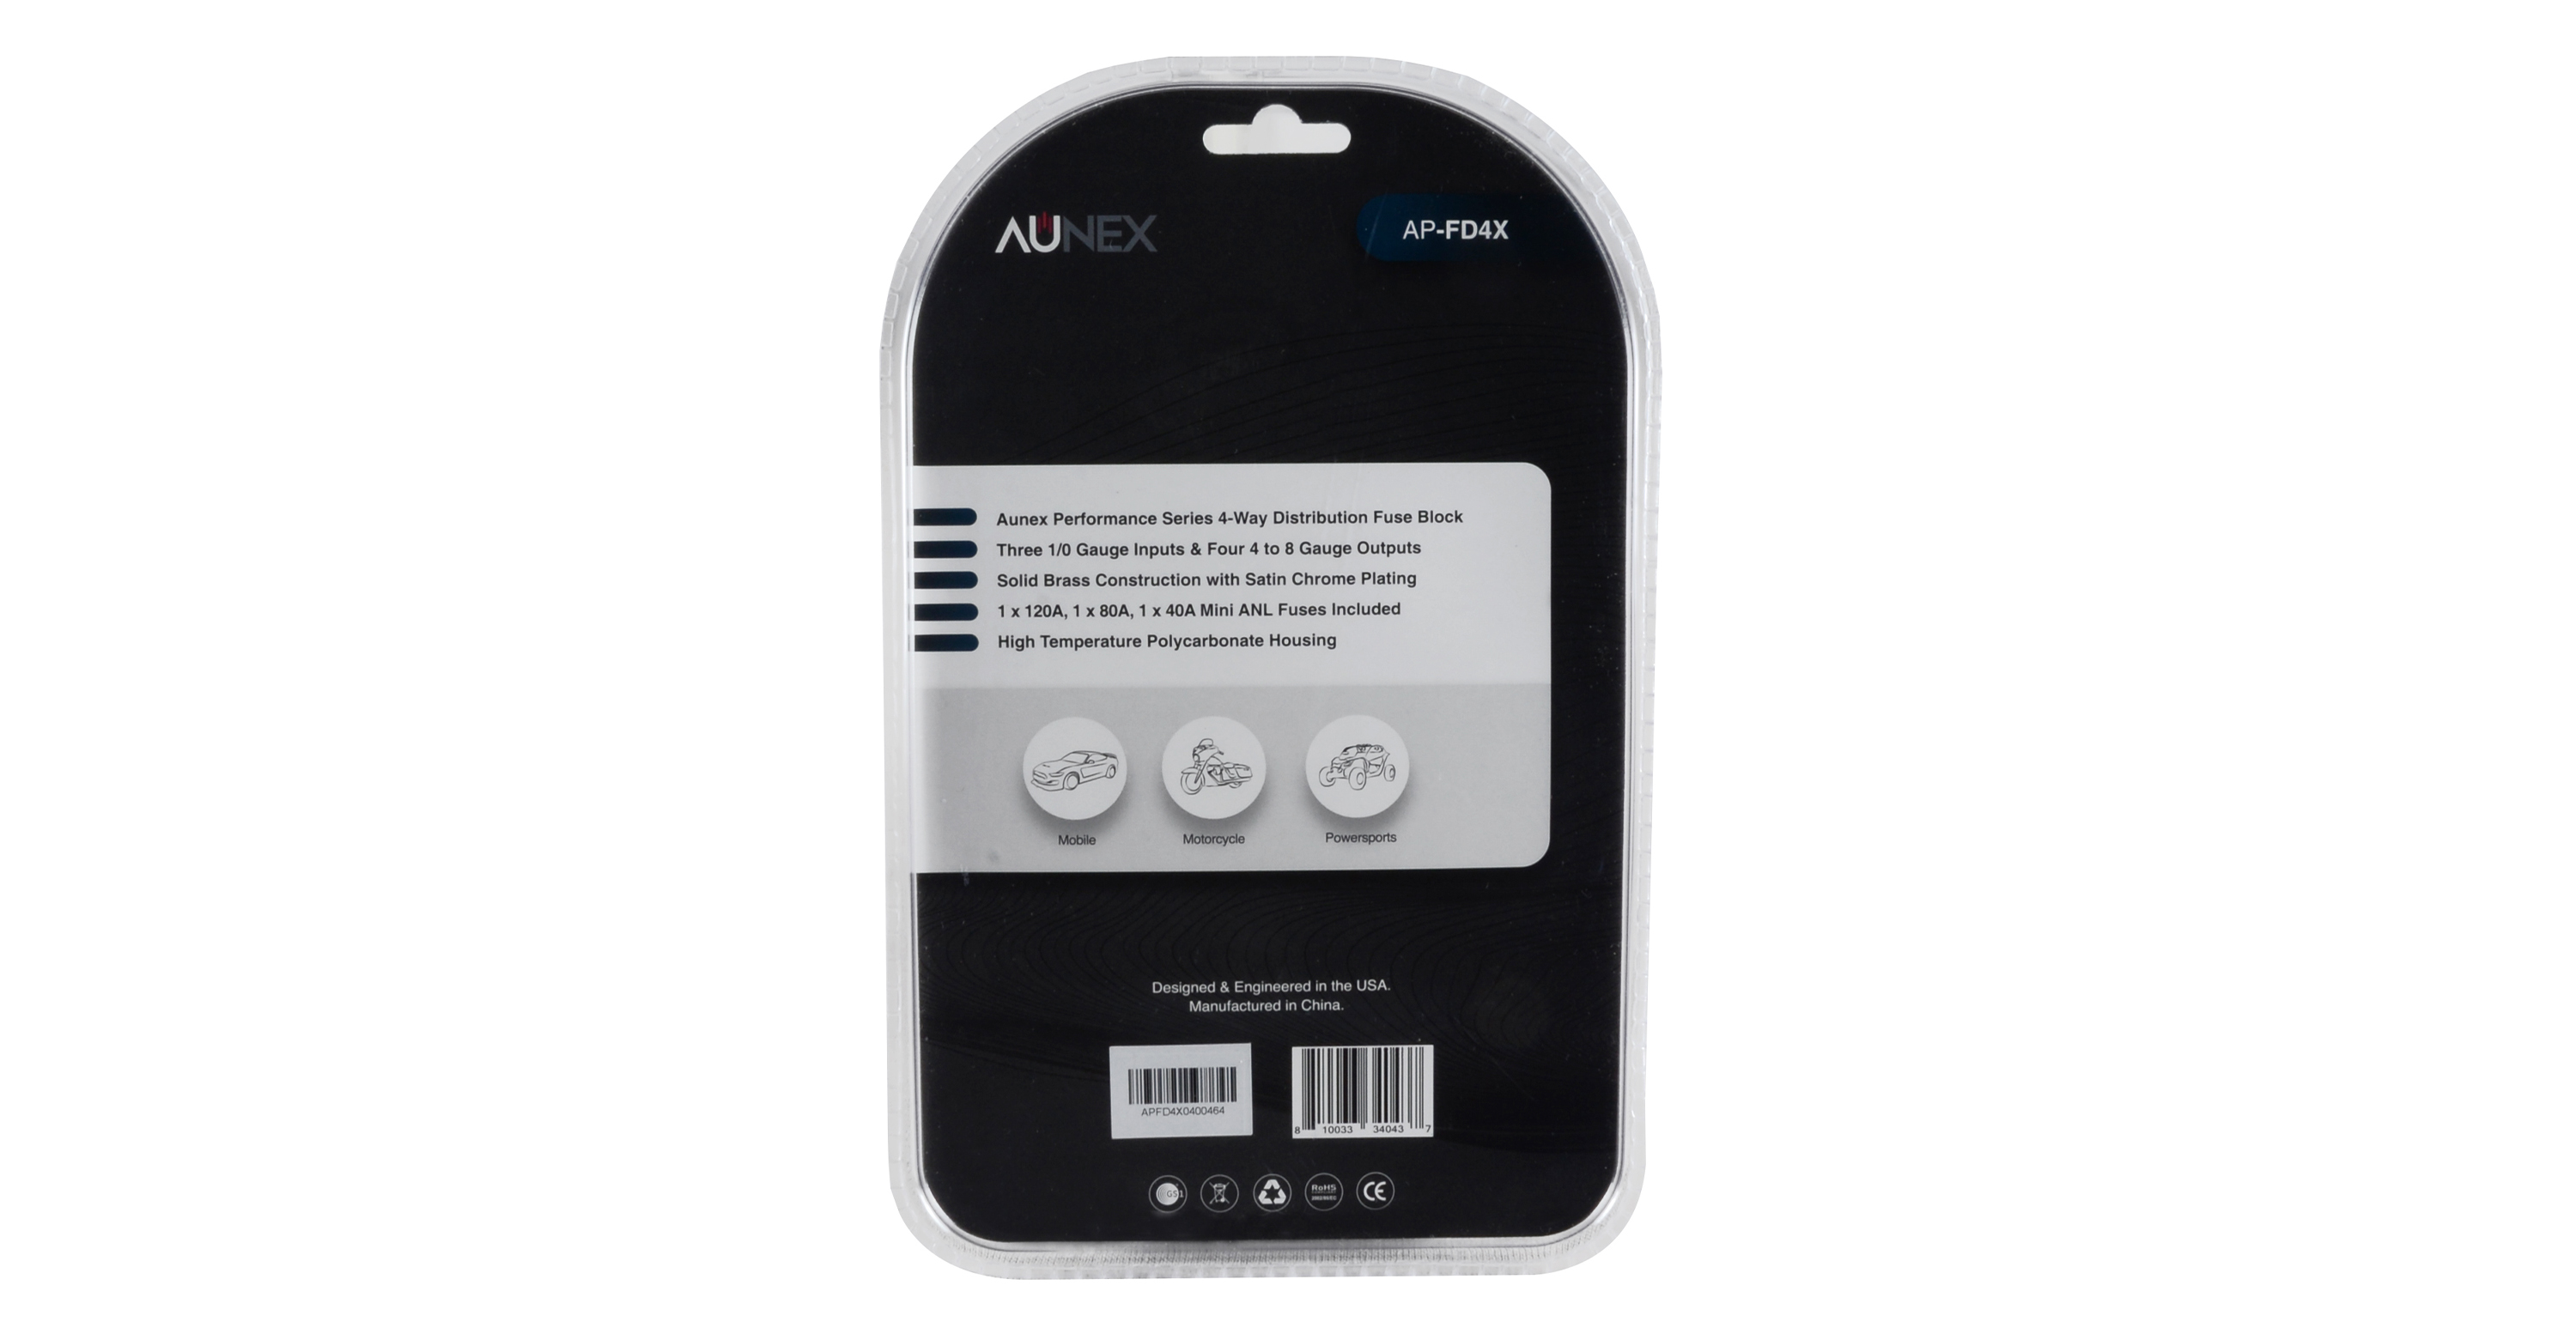 AUNEX
AP-FD4X
Aunex Performance Series 4-Way Distribution Fuse Block
Three 1/0 Gauge Inputs & Four 4 to 8 Gauge Outputs
Solid Brass Construction with Satin Chrome Plating
1 x 120A, 1 x 80A, 1 x 40A Mini ANL Fuses Included
High Temperature Polycarbonate Housing
Mobile Motorcycle Powersports
Designed & Engineered in the USA.
Manufactured in China.
APFD4X0400464
8 10033 34043 7
GS1
RoHS
CE